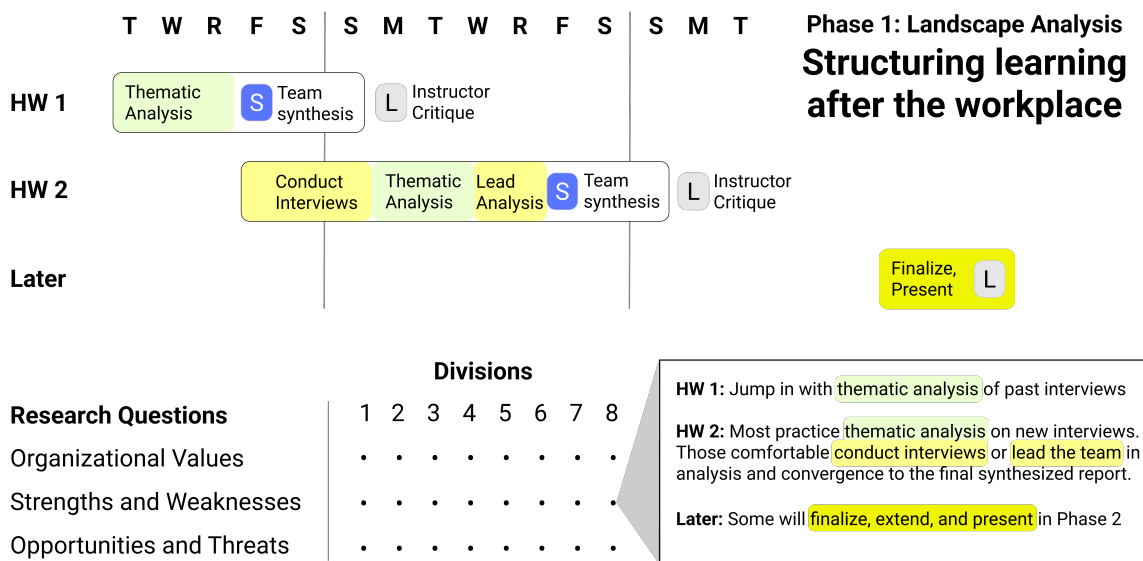 T W R F S S M T W R F S S M T
Phase 1: Landscape Analysis
Structuring learning
after the workplace
HW 1
Thematic
Analysis
S
Team
synthesis
L
Instructor
Critique
HW 2
Conduct
Interviews
Thematic
Analysis
Lead
Analysis
S
Team
synthesis
L
Instructor
Critique
Later
Finalize,
Present
L
Divisions
Research Questions
1 2 3 4 5 6 7 8
Organizational Values
Strengths and Weaknesses
Opportunities and Threats
HW 1: Jump in with thematic analysis of past interviews
HW 2: Most practice thematic analysis on new interviews.
Those comfortable conduct interviews or lead the team in
analysis and convergence to the final synthesized report.
Later: Some will finalize, extend, and present in Phase 2